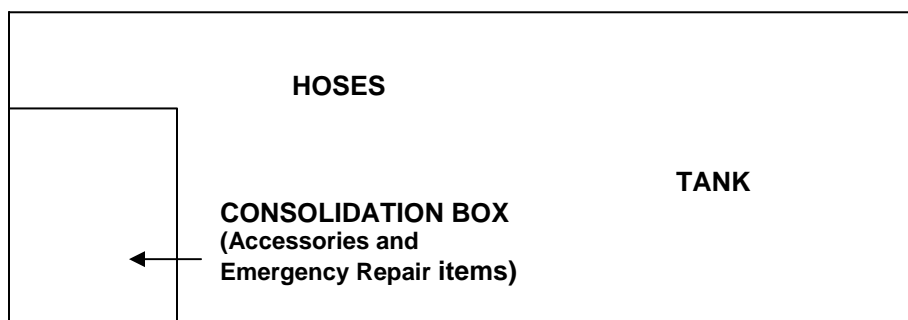 HOSES
TANK
CONSOLIDATION BOX
(Accessories and
Emergency Repair items)